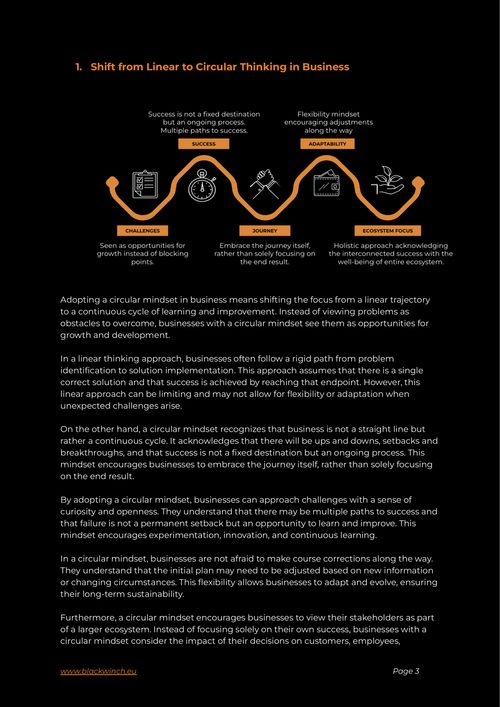 1. Shift from Linear to Circular Thinking in Business
Success is not a fixed destination
but an ongoing process.
Multiple paths to success.
Flexibility mindset
encouraging adjustments
along the way
SUCCESS
ADAPTABILITY
CHALLENGES
JOURNEY
ECOSYSTEM FOCUS
Seen as opportunities for
growth instead of blocking
points.
Embrace the journey itself,
rather than solely focusing on
the end result.
Holistic approach acknowledging
the interconnected success with the
well-being of entire ecosystem.
Adopting a circular mindset in business means shifting the focus from a linear trajectory
to a continuous cycle of learning and improvement. Instead of viewing problems as
obstacles to overcome, businesses with a circular mindset see them as opportunities for
growth and development.
In a linear thinking approach, businesses often follow a rigid path from problem
identification to solution implementation. This approach assumes that there is a single
correct solution and that success is achieved by reaching that endpoint. However, this
linear approach can be limiting and may not allow for flexibility or adaptation when
unexpected challenges arise.
On the other hand, a circular mindset recognizes that business is not a straight line but
rather a continuous cycle. It acknowledges that there will be ups and downs, setbacks and
breakthroughs, and that success is not a fixed destination but an ongoing process. This
mindset encourages businesses to embrace the journey itself, rather than solely focusing
on the end result.
By adopting a circular mindset, businesses can approach challenges with a sense of
curiosity and openness. They understand that there may be multiple paths to success and
that failure is not a permanent setback but an opportunity to learn and improve. This
mindset encourages experimentation, innovation, and continuous learning.
In a circular mindset, businesses are not afraid to make course corrections along the way.
They understand that the initial plan may need to be adjusted based on new information
or changing circumstances. This flexibility allows businesses to adapt and evolve, ensuring
their long-term sustainability.
Furthermore, a circular mindset encourages businesses to view their stakeholders as part
of a larger ecosystem. Instead of focusing solely on their own success, businesses with a
circular mindset consider the impact of their decisions on customers, employees,
www.blackwinch.eu
Page 3